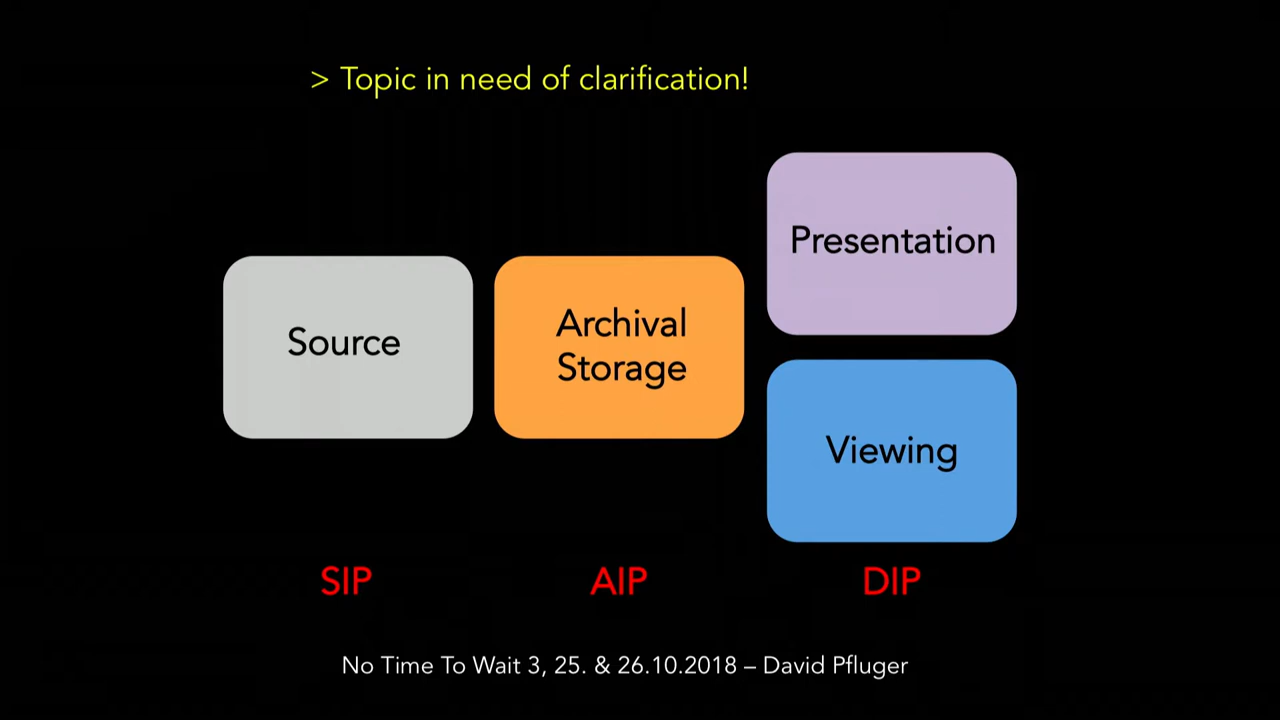 > Topic in need of clarification!
Source
Archival
Storage
Presentation
Viewing
SIP
AIP
DIP
No Time To Wait 3, 25. & 26.10.2018 – David Pfluger